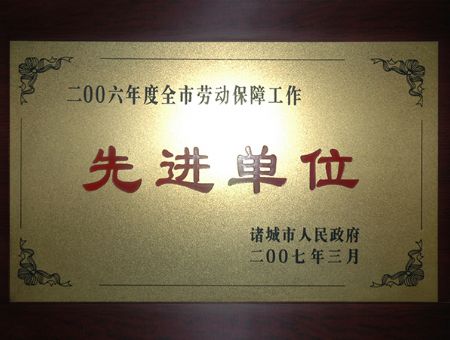 二00六年度全市劳动保障工作
先进单位
诸城市人民政府
二00七年三月